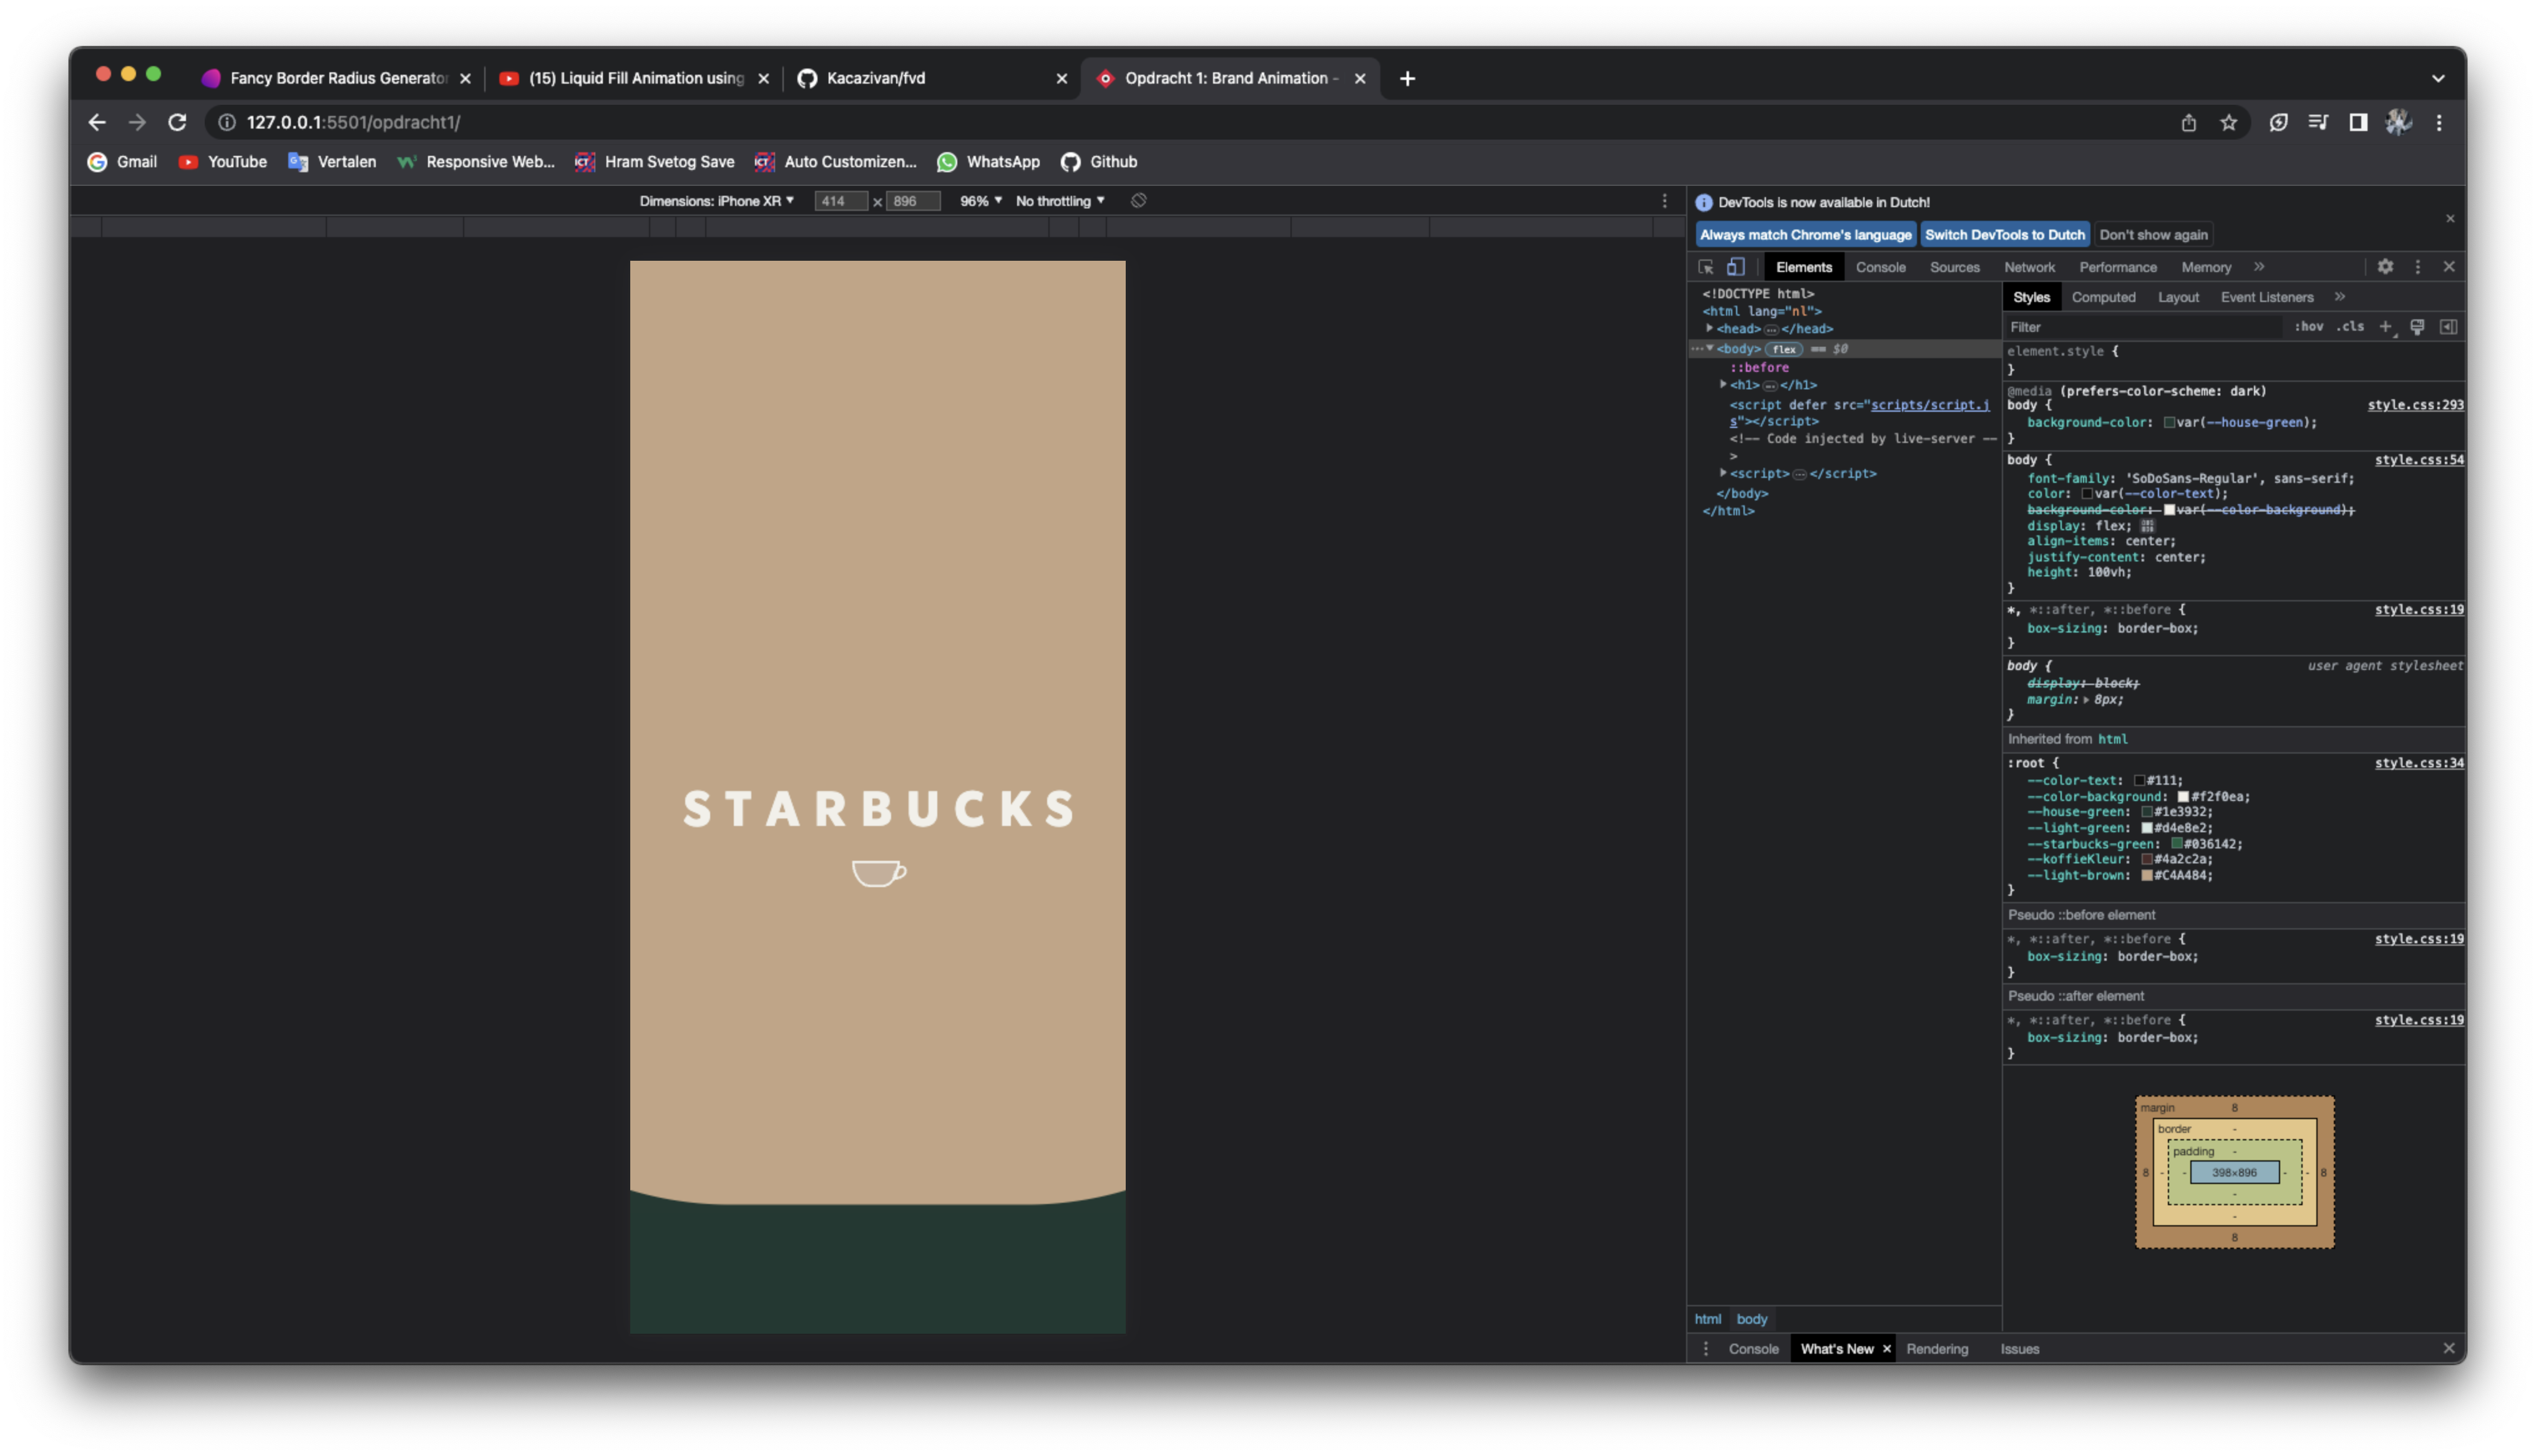 Fancy Border Radius Generator
(15) Liquid Fill Animation using
Kacazivan/fvd
Opdracht 1: Brand Animation -
127.0.0.1:5501/opdracht1/
Gmail
YouTube
Vertalen
Responsive Web...
Hram Svetog Save
Auto Customizen...
WhatsApp
Github
Dimensions: iPhone XR ▼ 414 × 896 96% ▼ No throttling ▼
STARBUCKS
DevTools is now available in Dutch!
Always match Chrome's language Switch DevTools to Dutch Don't show again
Elements Console Sources Network Performance Memory »
<!DOCTYPE html>
<html lang="nl">
▶<head>…</head>
…▼<body> flex == $0
::before
▶<h1>…</h1>
<script defer src="scripts/script.j
s"></script>
<!-- Code injected by live-server --
>
▶<script>…</script>
</body>
</html>
html body
Styles Computed Layout Event Listeners »
Filter :hov .cls +
element.style {
}
@media (prefers-color-scheme: dark)
body { style.css:293
background-color: var(--house-green);
}
body { style.css:54
font-family: 'SoDoSans-Regular', sans-serif;
color: var(--color-text);
background-color: var(--color-background);
display: flex;
align-items: center;
justify-content: center;
height: 100vh;
}
*, *::after, *::before { style.css:19
box-sizing: border-box;
}
body { user agent stylesheet
display: block;
margin: ▶ 8px;
}
Inherited from html
:root { style.css:34
--color-text: #111;
--color-background: #f2f0ea;
--house-green: #1e3932;
--light-green: #d4e8e2;
--starbucks-green: #036142;
--koffieKleur: #4a2c2a;
--light-brown: #C4A484;
}
Pseudo ::before element
*, *::after, *::before { style.css:19
box-sizing: border-box;
}
Pseudo ::after element
*, *::after, *::before { style.css:19
box-sizing: border-box;
}
margin 8
border -
padding -
8 - - 398×896 - - 8
-
-
8
Console What's New × Rendering Issues